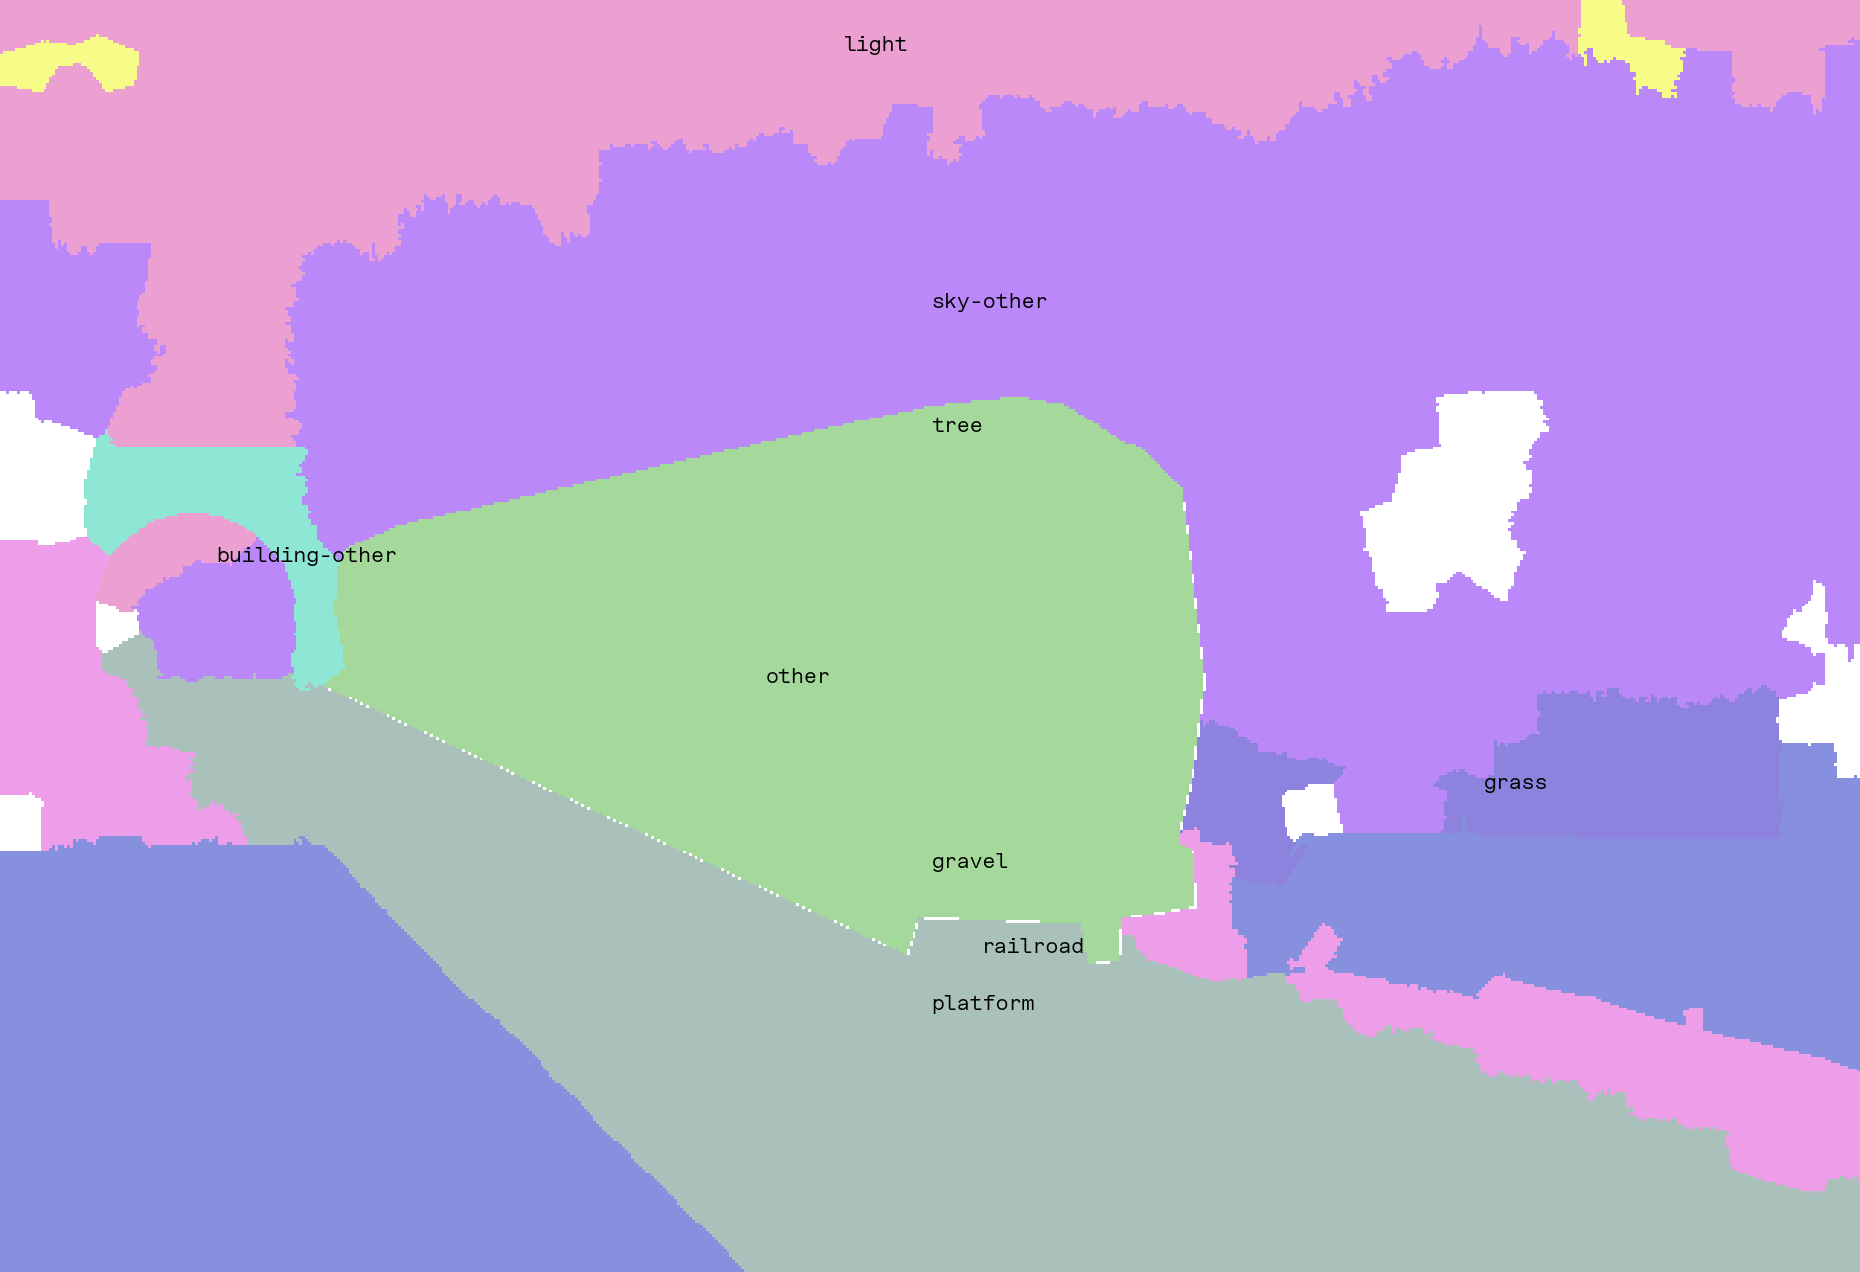 light
sky-other
tree
building-other
other
grass
gravel
railroad
platform